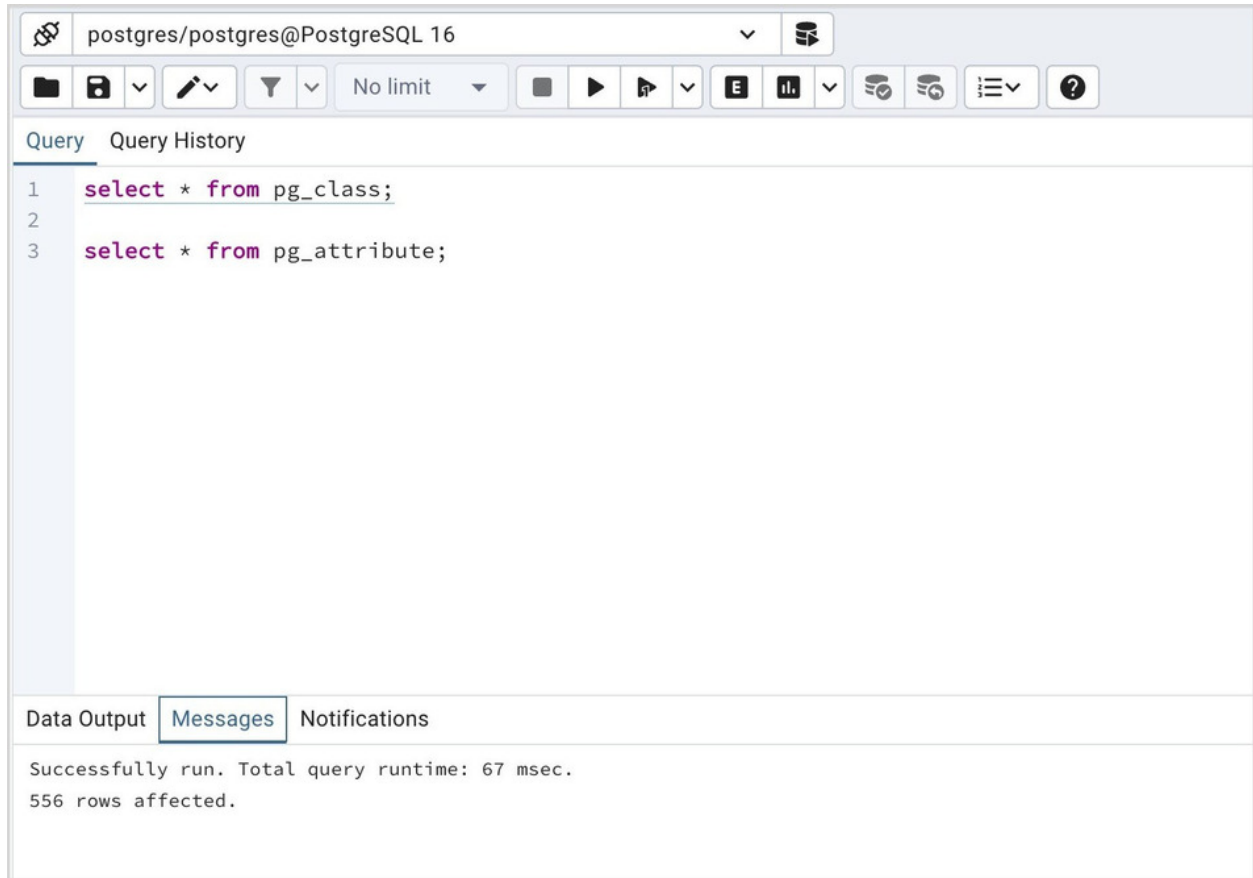 postgres/postgres@PostgreSQL 16
No limit
E
Query Query History
1 select * from pg_class;
2
3 select * from pg_attribute;
Data Output Messages Notifications
Successfully run. Total query runtime: 67 msec.
556 rows affected.